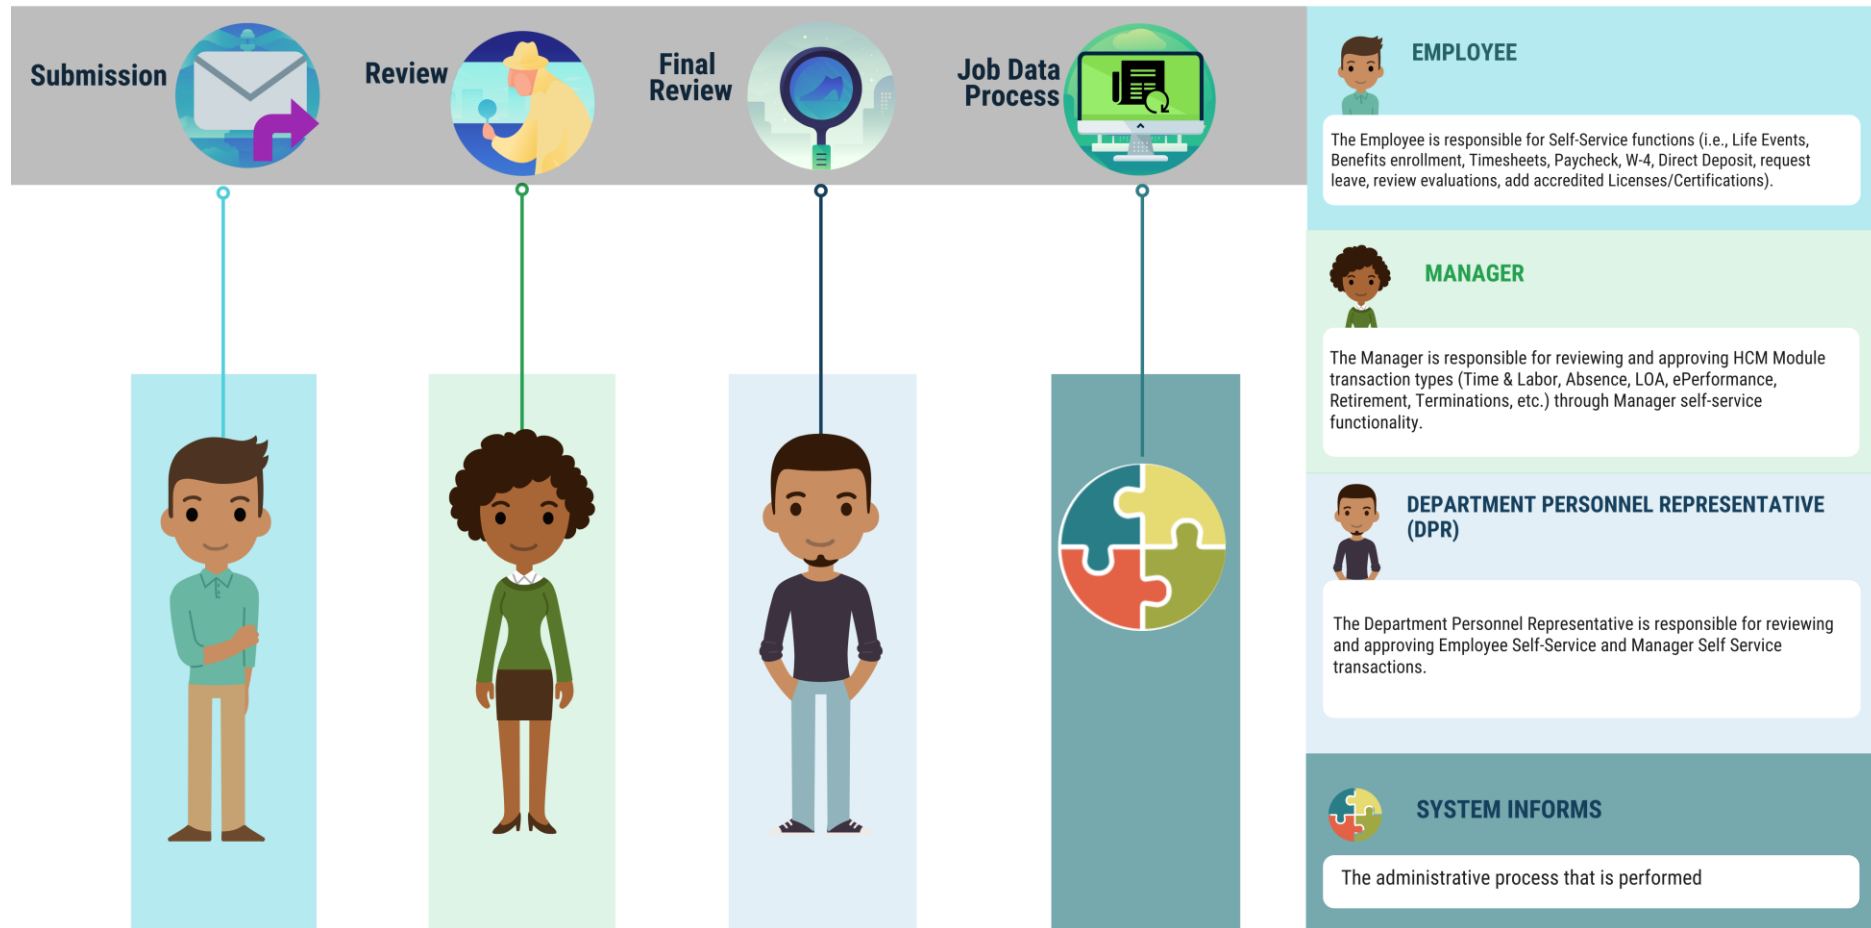 Submission
Review
Final
Review
Job Data
Process
EMPLOYEE
The Employee is responsible for Self-Service functions (i.e., Life Events,
Benefits enrollment, Timesheets, Paycheck, W-4, Direct Deposit, request
leave, review evaluations, add accredited Licenses/Certifications).
MANAGER
The Manager is responsible for reviewing and approving HCM Module
transaction types (Time & Labor, Absence, LOA, ePerformance,
Retirement, Terminations, etc.) through Manager self-service
functionality.
DEPARTMENT PERSONNEL REPRESENTATIVE
(DPR)
The Department Personnel Representative is responsible for reviewing
and approving Employee Self-Service and Manager Self Service
transactions.
SYSTEM INFORMS
The administrative process that is performed